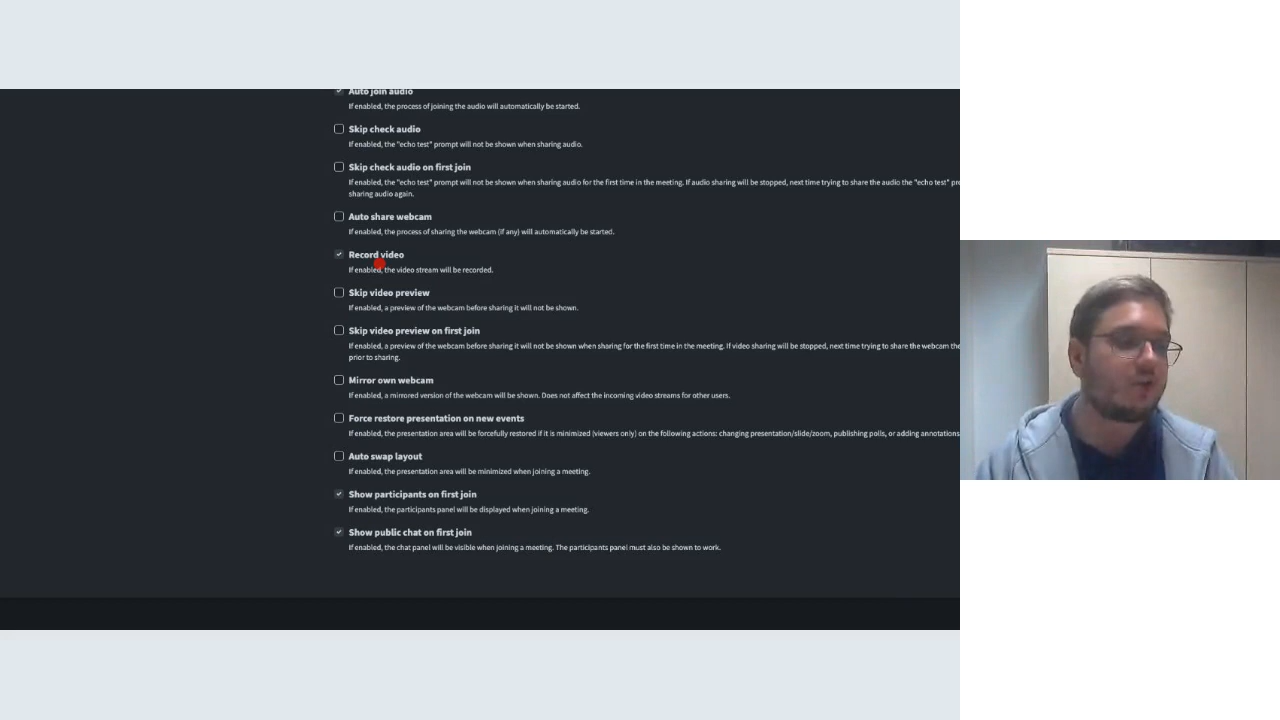 Auto join audio
If enabled, the process of joining the audio will automatically be started.
Skip check audio
If enabled, the "echo test" prompt will not be shown when sharing audio.
Skip check audio on first join
If enabled, the "echo test" prompt will not be shown when sharing audio for the first time in the meeting. If audio sharing will be stopped, next time trying to share the audio the "echo test" pr
sharing audio again.
Auto share webcam
If enabled, the process of sharing the webcam (if any) will automatically be started.
Record video
If enabled, the video stream will be recorded.
Skip video preview
If enabled, a preview of the webcam before sharing it will not be shown.
Skip video preview on first join
If enabled, a preview of the webcam before sharing it will not be shown when sharing for the first time in the meeting. If video sharing will be stopped, next time trying to share the webcam the
prior to sharing.
Mirror own webcam
If enabled, a mirrored version of the webcam will be shown. Does not affect the incoming video streams for other users.
Force restore presentation on new events
If enabled, the presentation area will be forcefully restored if it is minimized (viewers only) on the following actions: changing presentation/slide/zoom, publishing polls, or adding annotations
Auto swap layout
If enabled, the presentation area will be minimized when joining a meeting.
Show participants on first join
If enabled, the participants panel will be displayed when joining a meeting.
Show public chat on first join
If enabled, the chat panel will be visible when joining a meeting. The participants panel must also be shown to work.